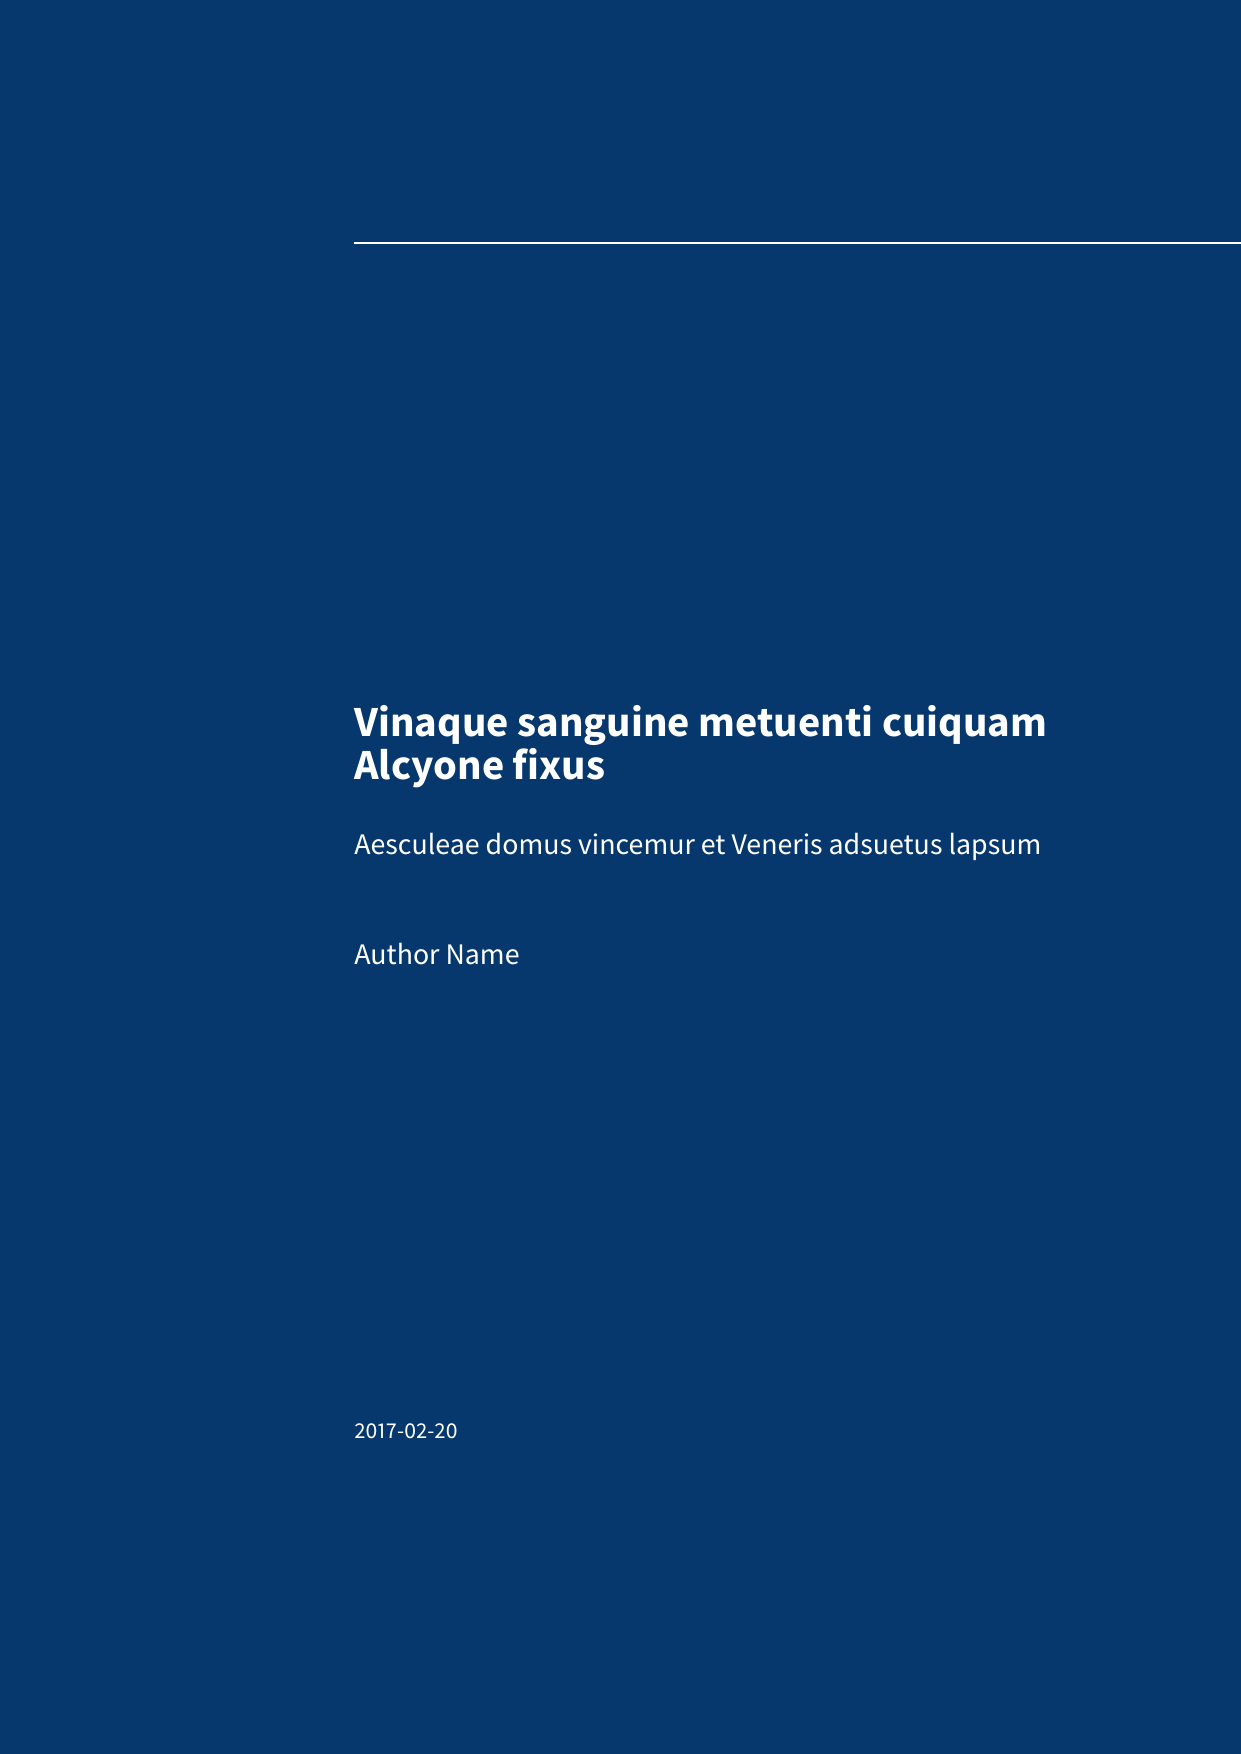 Vinaque sanguine metuenti cuiquam
Alcyone fixus
Aesculeae domus vincemur et Veneris adsuetus lapsum
Author Name
2017-02-20